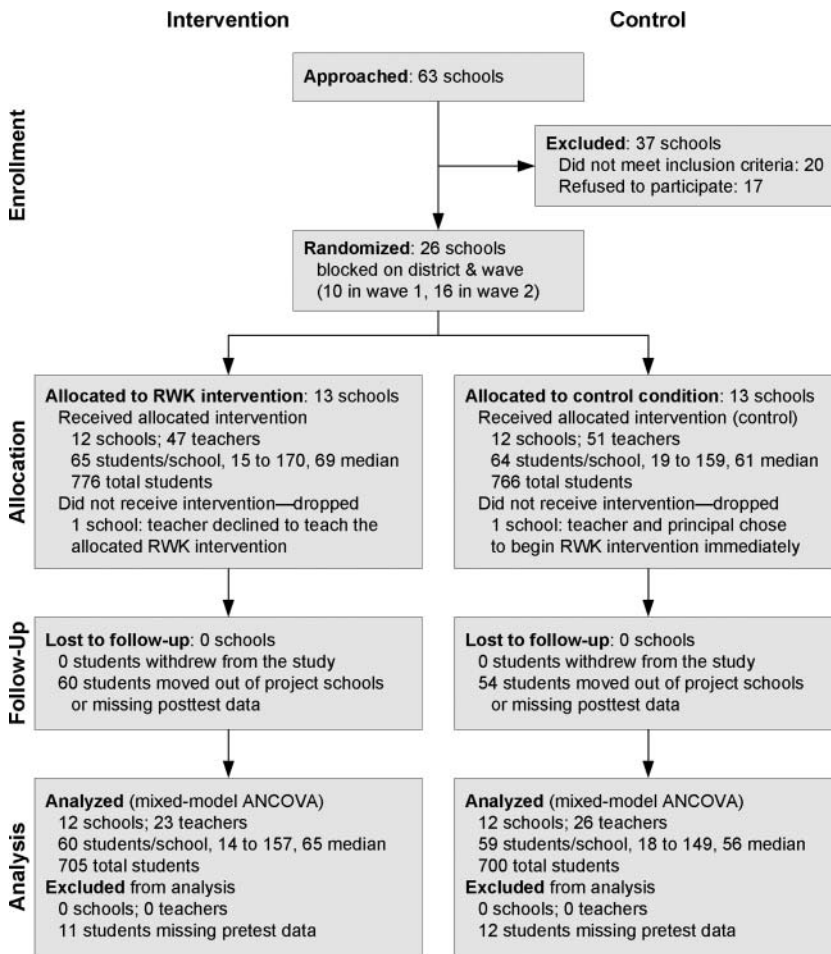 Intervention
Control
Enrollment
Approached: 63 schools
Excluded: 37 schools
Did not meet inclusion criteria: 20
Refused to participate: 17
Randomized: 26 schools
blocked on district & wave
(10 in wave 1, 16 in wave 2)
Allocation
Allocated to RWK intervention: 13 schools
Received allocated intervention
12 schools; 47 teachers
65 students/school, 15 to 170, 69 median
776 total students
Did not receive intervention—dropped
1 school: teacher declined to teach the
allocated RWK intervention
Allocated to control condition: 13 schools
Received allocated intervention (control)
12 schools; 51 teachers
64 students/school, 19 to 159, 61 median
766 total students
Did not receive intervention—dropped
1 school: teacher and principal chose
to begin RWK intervention immediately
Follow-Up
Lost to follow-up: 0 schools
0 students withdrew from the study
60 students moved out of project schools
or missing posttest data
Lost to follow-up: 0 schools
0 students withdrew from the study
54 students moved out of project schools
or missing posttest data
Analysis
Analyzed (mixed-model ANCOVA)
12 schools; 23 teachers
60 students/school, 14 to 157, 65 median
705 total students
Excluded from analysis
0 schools; 0 teachers
11 students missing pretest data
Analyzed (mixed-model ANCOVA)
12 schools; 26 teachers
59 students/school, 18 to 149, 56 median
700 total students
Excluded from analysis
0 schools; 0 teachers
12 students missing pretest data